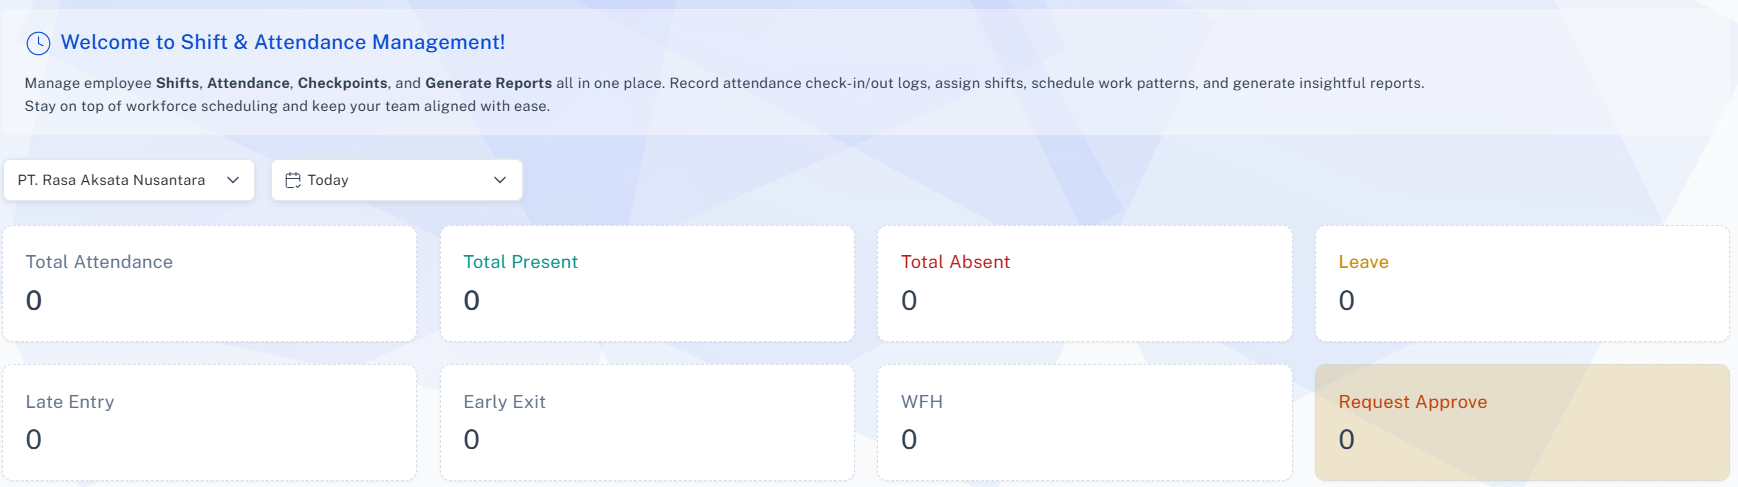 Welcome to Shift & Attendance Management!
Manage employee Shifts, Attendance, Checkpoints, and Generate Reports all in one place. Record attendance check-in/out logs, assign shifts, schedule work patterns, and generate insightful reports.
Stay on top of workforce scheduling and keep your team aligned with ease.
PT. Rasa Aksata Nusantara
Today
Total Attendance
0
Total Present
0
Total Absent
0
Leave
0
Late Entry
0
Early Exit
0
WFH
0
Request Approve
0